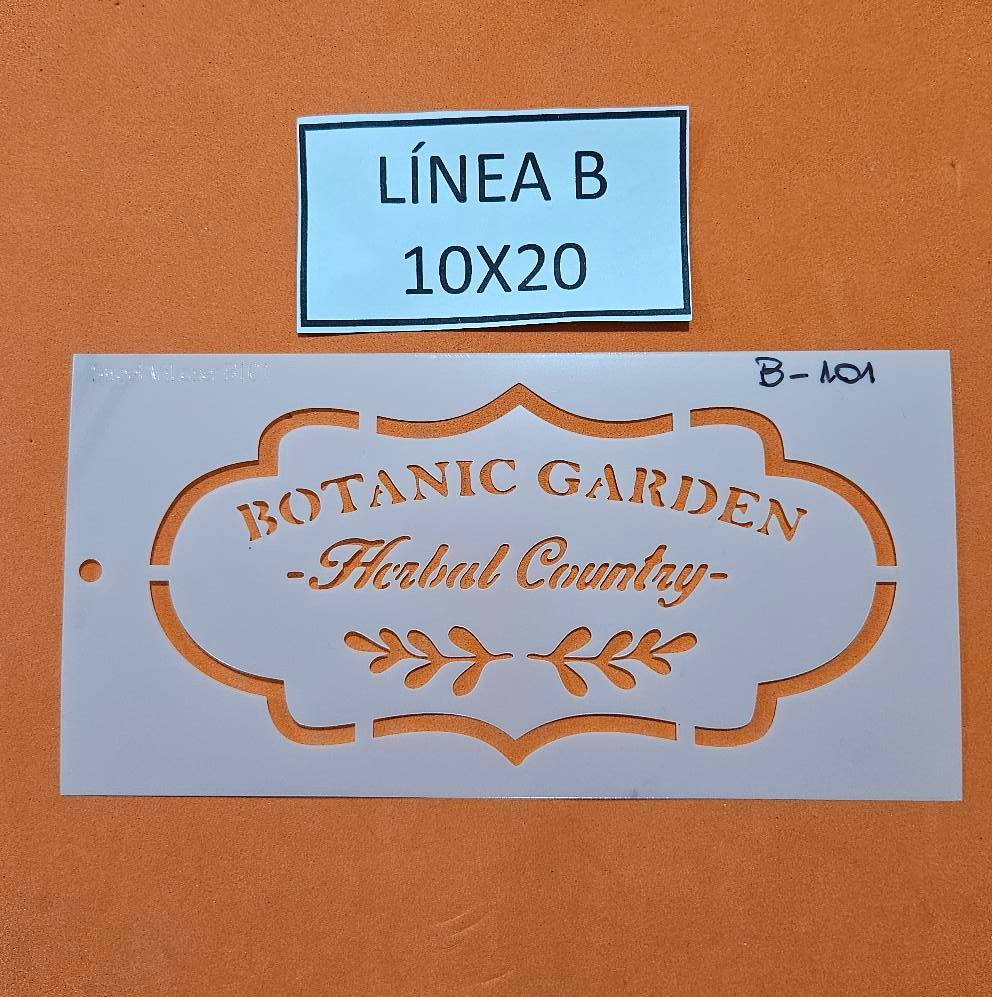 LÍNEA B
10X20
B-101
BOTANIC GARDEN
-Herbal Country-